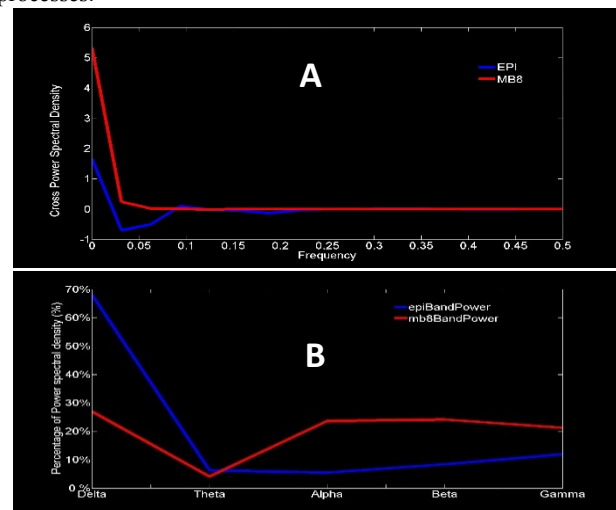 processes.
6
5
4
3
2
1
0
-1
Cross Power Spectral Density
A
EPI
MB8
0 0.05 0.1 0.15 0.2 0.25 0.3 0.35 0.4 0.45 0.5
Frequency
70%
60%
50%
40%
30%
20%
10%
0 %
Percentage of Power spectral density (%)
B
epiBandPower
mb8BandPower
Delta Theta Alpha Beta Gamma